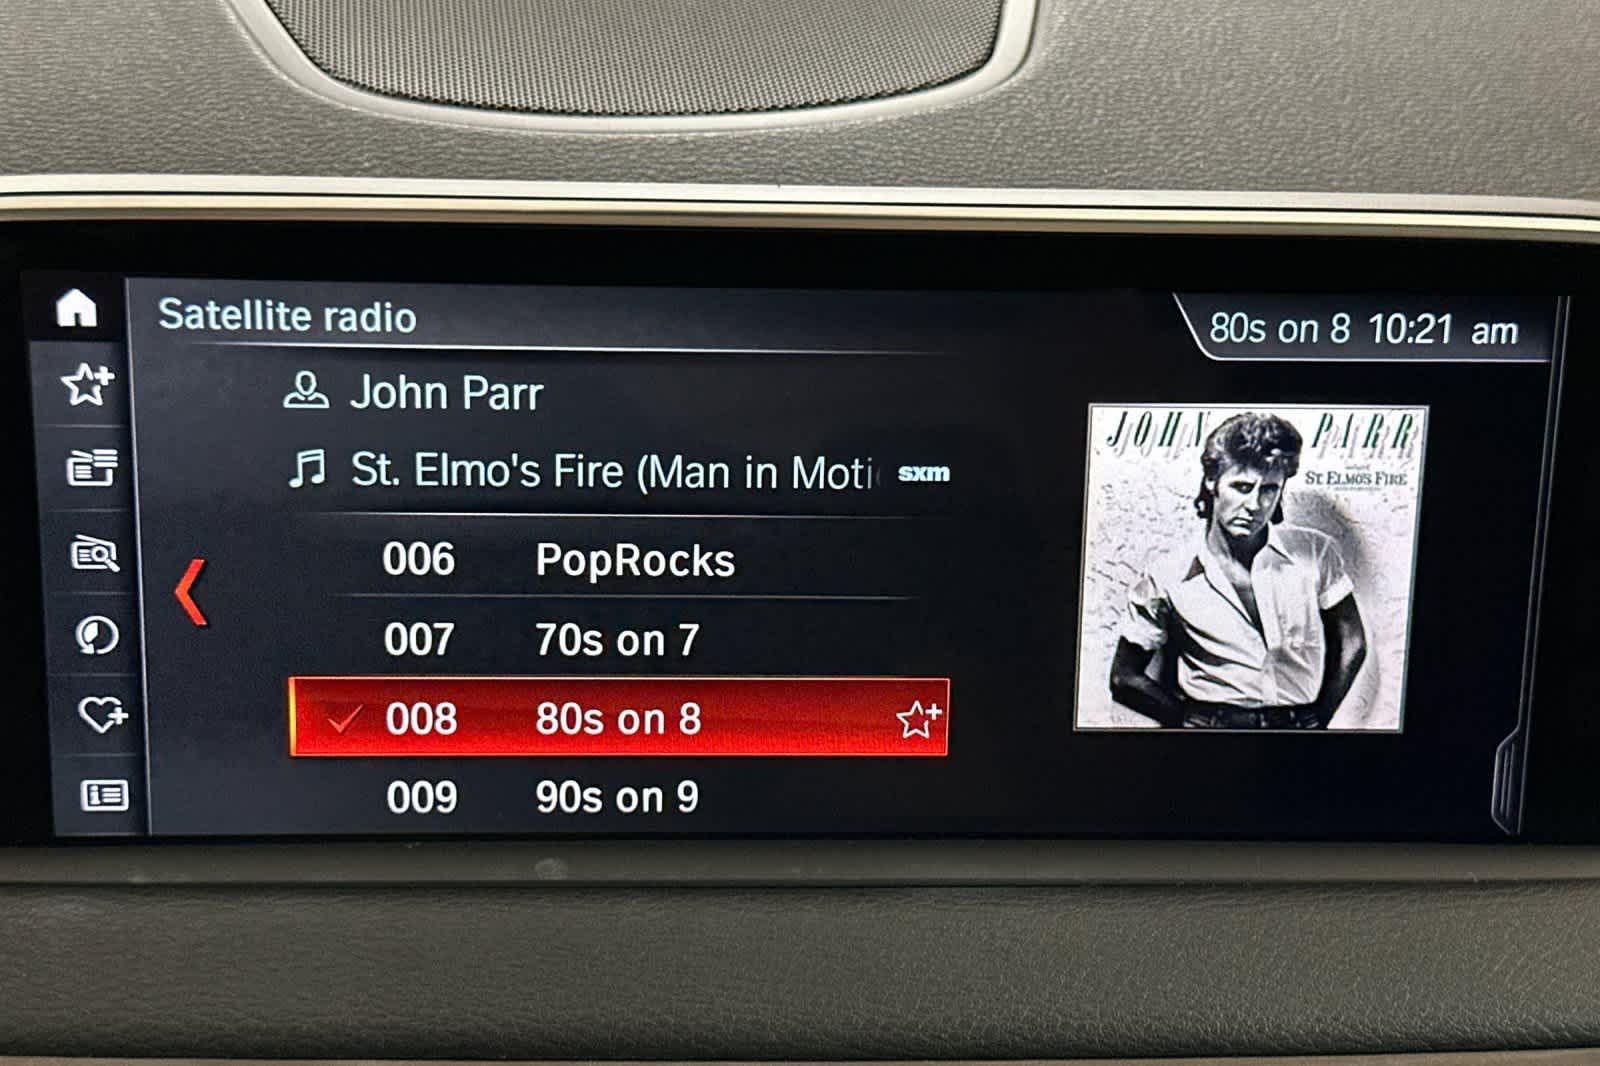 Satellite radio
80s on 8 10:21 am
John Parr
St. Elmo's Fire (Man in Moti
sxm
006 PopRocks
007 70s on 7
008 80s on 8
009 90s on 9
JOHN PARR
ST. ELMO'S FIRE